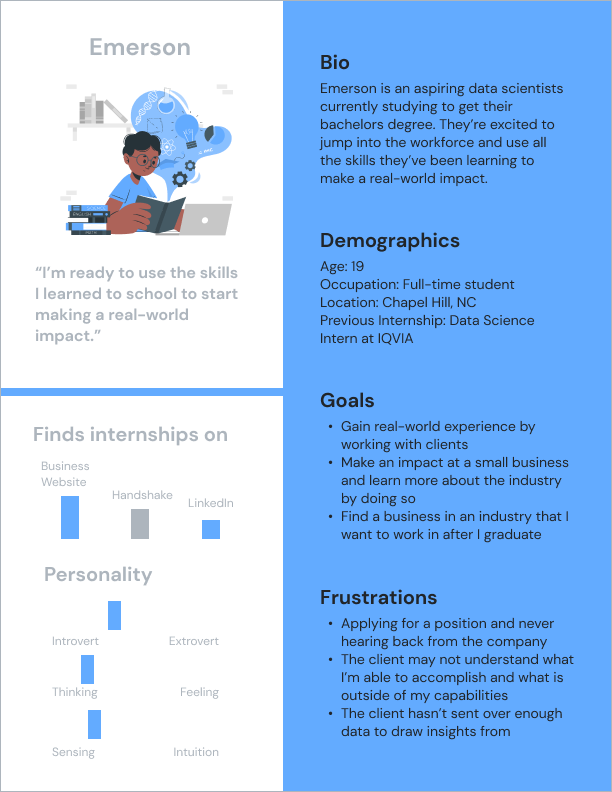 Emerson
ENGLISH
MATH
“I’m ready to use the skills
I learned to school to start
making a real-world
impact.”
Finds internships on
Business
Website
Handshake
LinkedIn
Personality
Introvert
Extrovert
Thinking
Feeling
Sensing
Intuition
Bio
Emerson is an aspiring data scientists
currently studying to get their
bachelors degree. They’re excited to
jump into the workforce and use all
the skills they’ve been learning to
make a real-world impact.
Demographics
Age: 19
Occupation: Full-time student
Location: Chapel Hill, NC
Previous Internship: Data Science
Intern at IQVIA
Goals
• Gain real-world experience by
working with clients
• Make an impact at a small business
and learn more about the industry
by doing so
• Find a business in an industry that I
want to work in after I graduate
Frustrations
• Applying for a position and never
hearing back from the company
• The client may not understand what
I’m able to accomplish and what is
outside of my capabilities
• The client hasn’t sent over enough
data to draw insights from